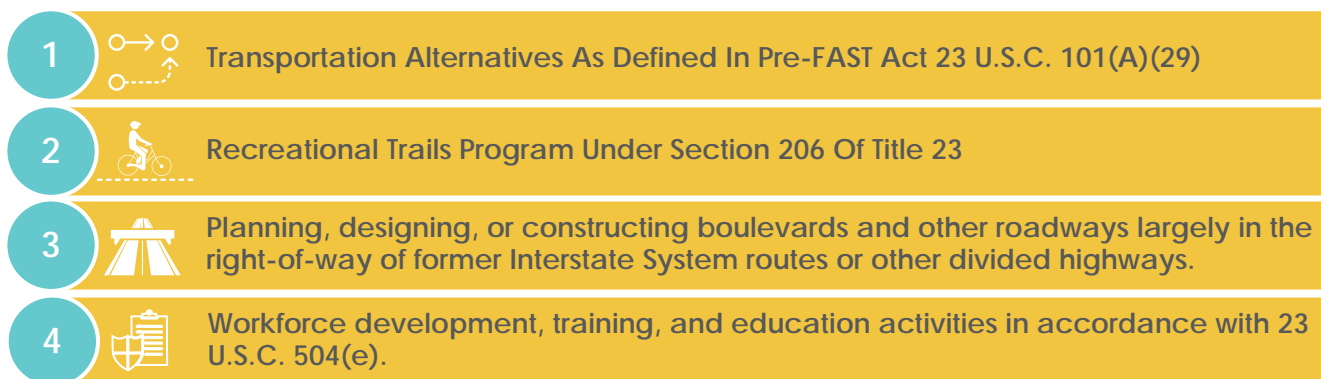 1
Transportation Alternatives As Defined In Pre-FAST Act 23 U.S.C. 101(A)(29)
2
Recreational Trails Program Under Section 206 Of Title 23
3
Planning, designing, or constructing boulevards and other roadways largely in the
right-of-way of former Interstate System routes or other divided highways.
4
Workforce development, training, and education activities in accordance with 23
U.S.C. 504(e).